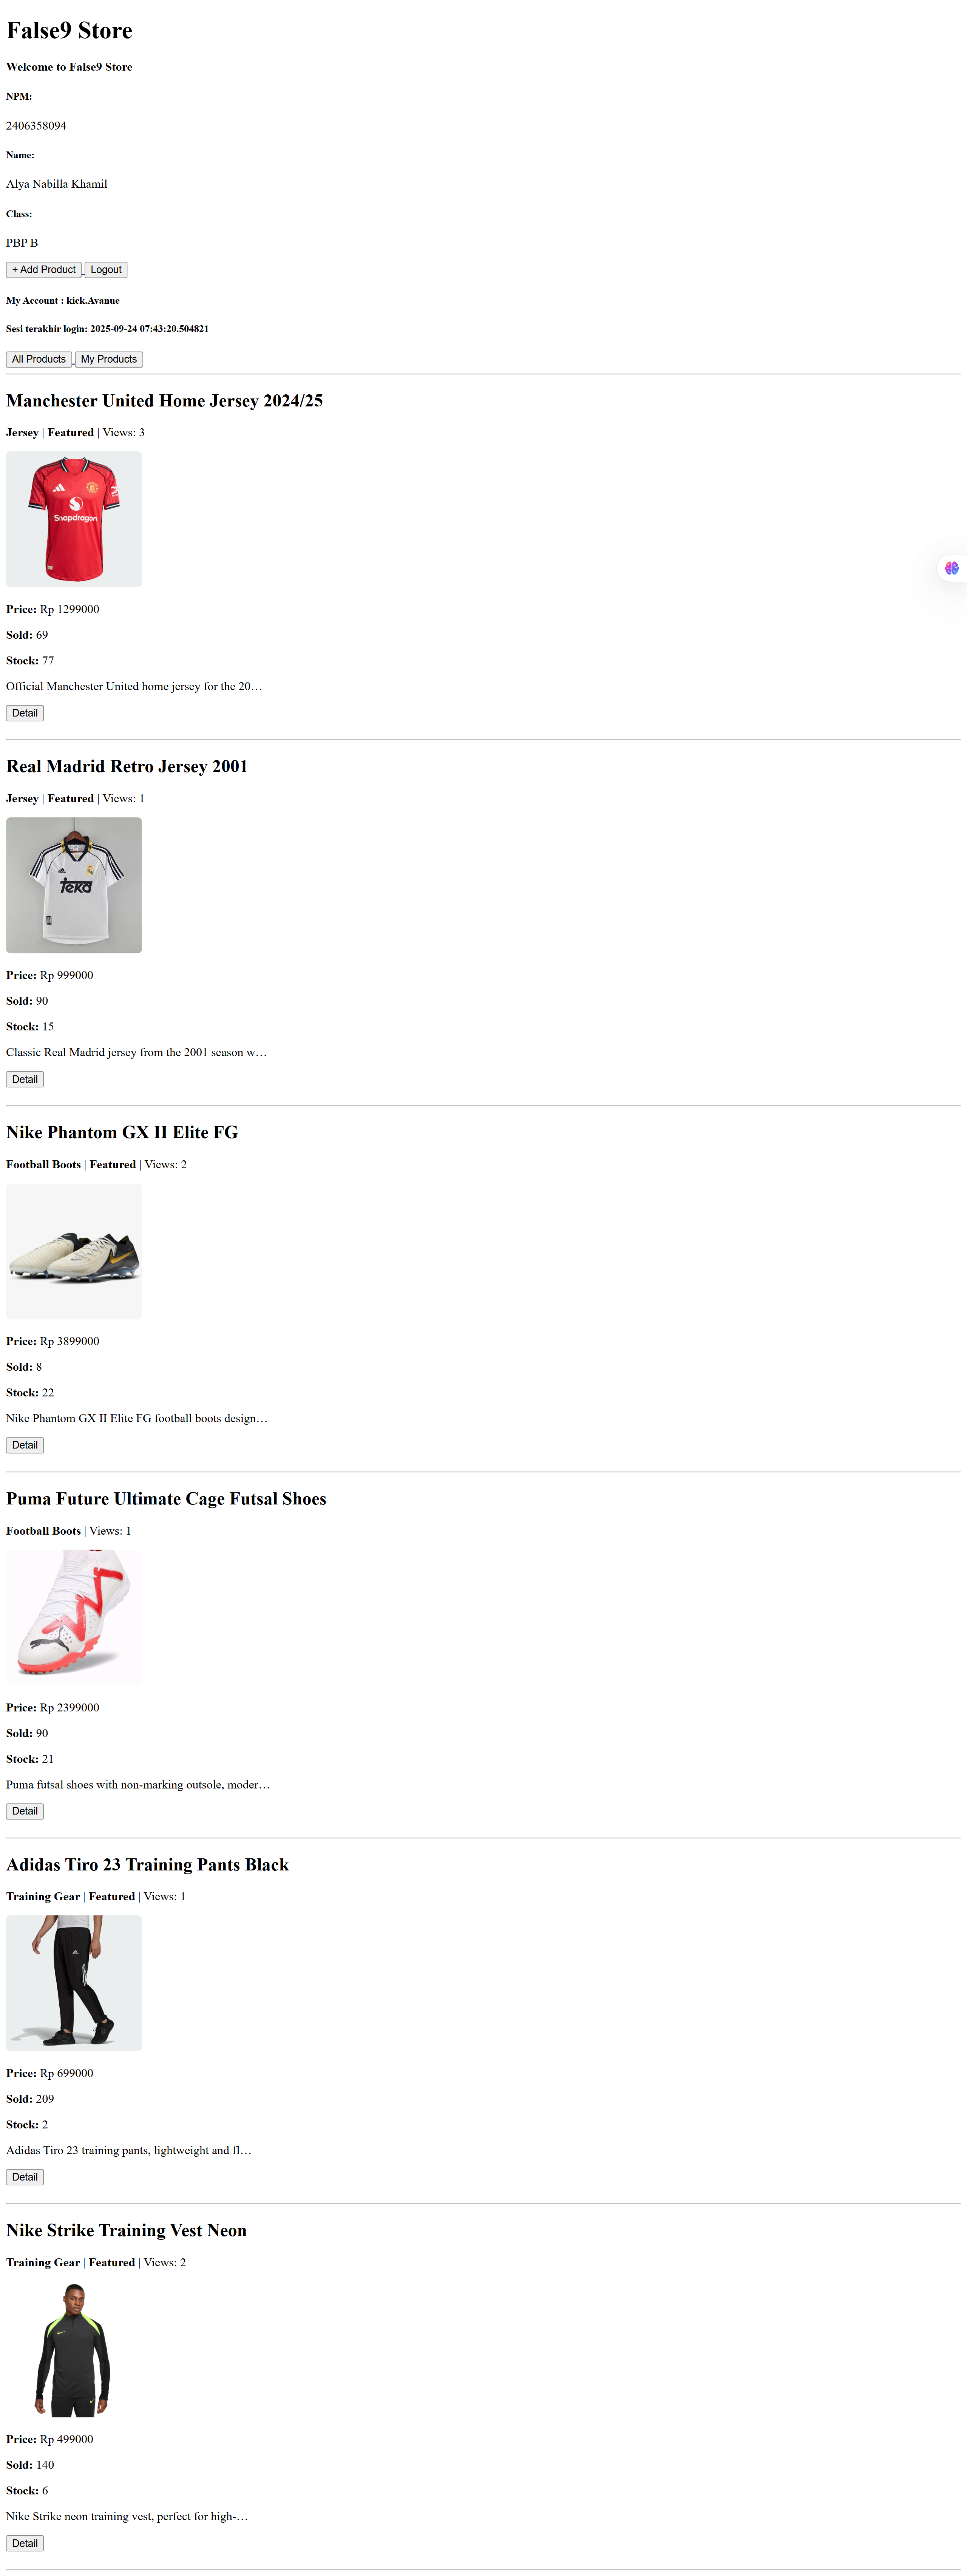 False9 Store
Welcome to False9 Store
NPM:
2406358094
Name:
Alya Nabilla Khamil
Class:
PBP B
+ Add Product Logout
My Account : kick.Avanue
Sesi terakhir login: 2025-09-24 07:43:20.504821
All Products My Products
Manchester United Home Jersey 2024/25
Jersey | Featured | Views: 3
Snapdragon
Price: Rp 1299000
Sold: 69
Stock: 77
Official Manchester United home jersey for the 20…
Detail
Real Madrid Retro Jersey 2001
Jersey | Featured | Views: 1
Teka
Price: Rp 999000
Sold: 90
Stock: 15
Classic Real Madrid jersey from the 2001 season w…
Detail
Nike Phantom GX II Elite FG
Football Boots | Featured | Views: 2
Price: Rp 3899000
Sold: 8
Stock: 22
Nike Phantom GX II Elite FG football boots design…
Detail
Puma Future Ultimate Cage Futsal Shoes
Football Boots | Views: 1
Price: Rp 2399000
Sold: 90
Stock: 21
Puma futsal shoes with non-marking outsole, moder…
Detail
Adidas Tiro 23 Training Pants Black
Training Gear | Featured | Views: 1
Price: Rp 699000
Sold: 209
Stock: 2
Adidas Tiro 23 training pants, lightweight and fl…
Detail
Nike Strike Training Vest Neon
Training Gear | Featured | Views: 2
Price: Rp 499000
Sold: 140
Stock: 6
Nike Strike neon training vest, perfect for high-…
Detail